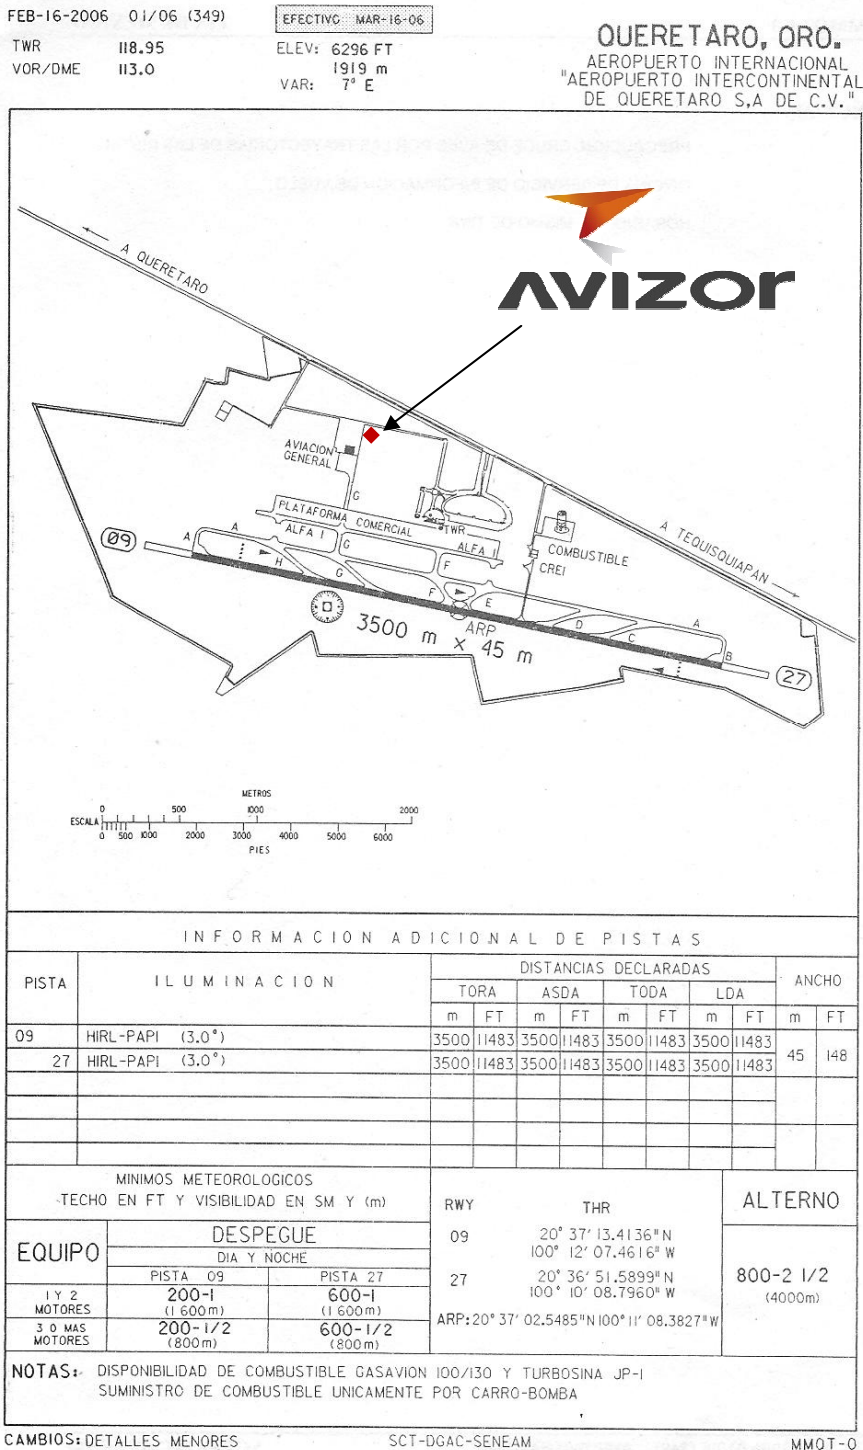 FEB-16-2006 01/06 (349)
EFECTIVO MAR-16-06
TWR 118.95
VOR/DME 113.0
ELEV: 6296 FT
1919 m
VAR: 7° E
QUERETARO, QRO.
AEROPUERTO INTERNACIONAL
"AEROPUERTO INTERCONTINENTAL
DE QUERETARO S,A DE C.V."
AVIZOR
A QUERETARO
AVIACION
GENERAL
G
PLATAFORMA COMERCIAL
TWR
ALFA 1
ALFA 1
COMBUSTIBLE
CREI
A TEQUISQUIAPAN
09
A
A
H
G
G
F
F
E
D
C
A
B
ARP
3500 m x 45 m
27
METROS
0 500 1000 2000
ESCALA
0 500 1000 2000 3000 4000 5000 6000
PIES
INFORMACION ADICIONAL DE PISTAS
PISTA ILUMINACION DISTANCIAS DECLARADAS ANCHO
TORA ASDA TODA LDA
m FT m FT m FT m FT m FT
09 HIRL-PAPI (3.0°) 3500 11483 3500 11483 3500 11483 3500 11483
45 148
27 HIRL-PAPI (3.0°) 3500 11483 3500 11483 3500 11483 3500 11483
MINIMOS METEOROLOGICOS
TECHO EN FT Y VISIBILIDAD EN SM Y (m)
EQUIPO
DESPEGUE
DIA Y NOCHE
PISTA 09 PISTA 27
1 Y 2
MOTORES
200-1 600-1
(1600m) (1600m)
3 O MAS
MOTORES
200-1/2 600-1/2
(800m) (800m)
RWY THR
09 20° 37' 13.4136" N
100° 12' 07.4616" W
27 20° 36' 51.5899" N
100° 10' 08.7960" W
ARP: 20° 37' 02.5485" N 100° 11' 08.3827" W
ALTERNO
800-2 1/2
(4000m)
NOTAS: DISPONIBILIDAD DE COMBUSTIBLE GASAVION 100/130 Y TURBOSINA JP-1
SUMINISTRO DE COMBUSTIBLE UNICAMENTE POR CARRO-BOMBA
CAMBIOS: DETALLES MENORES SCT-DGAC-SENEAM MMQT-0